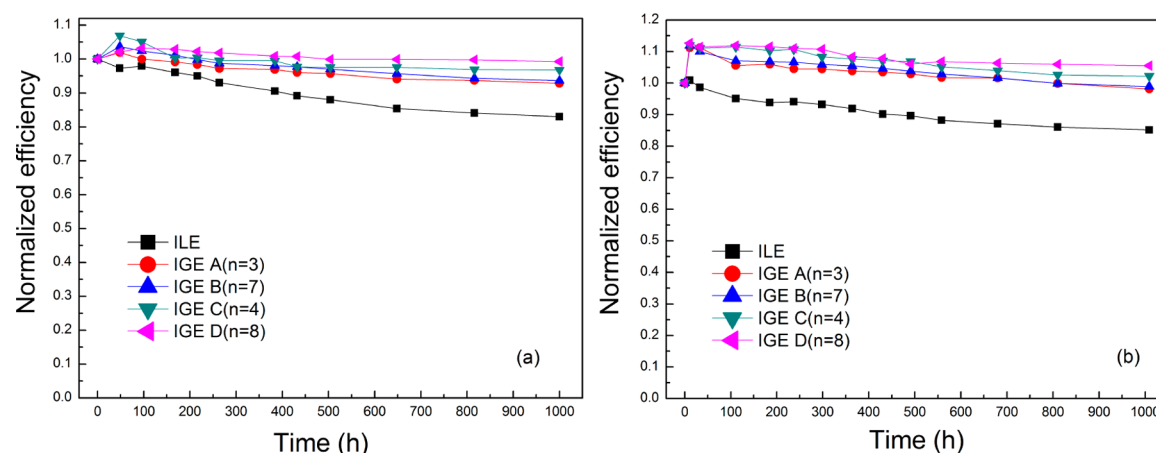 1.1
1.0
0.9
0.8
0.7
0.6
0.5
0.4
0.3
0.2
0.1
0.0
Normalized efficiency
ILE
IGE A(n=3)
IGE B(n=7)
IGE C(n=4)
IGE D(n=8)
(a)
0 100 200 300 400 500 600 700 800 900 1000
Time (h)
1.2
1.1
1.0
0.9
0.8
0.7
0.6
0.5
0.4
0.3
0.2
0.1
0.0
Normalized efficiency
ILE
IGE A(n=3)
IGE B(n=7)
IGE C(n=4)
IGE D(n=8)
(b)
0 100 200 300 400 500 600 700 800 900 1000
Time (h)